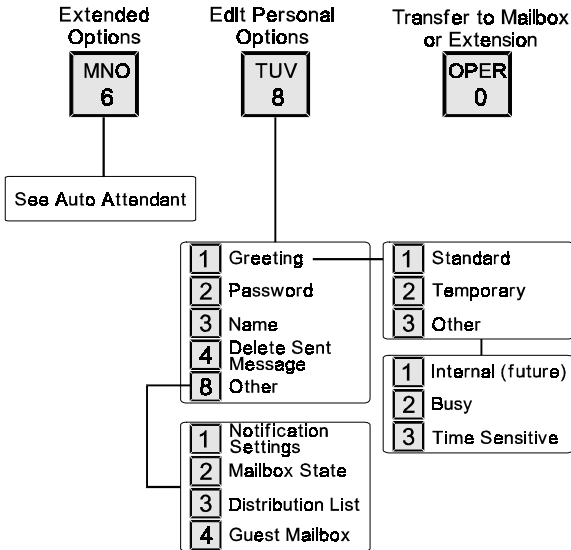 Extended
Options
MNO
6
See Auto Attendant
Edit Personal
Options
TUV
8
Transfer to Mailbox
or Extension
OPER
0
1 Greeting
2 Password
3 Name
4 Delete Sent
Message
8 Other
1 Standard
2 Temporary
3 Other
1 Internal (future)
2 Busy
3 Time Sensitive
1 Notification
Settings
2 Mailbox State
3 Distribution List
4 Guest Mailbox